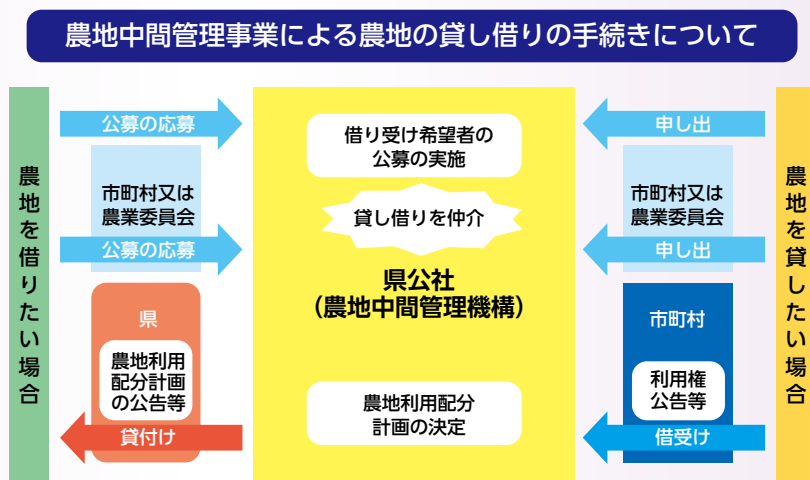 農地中間管理事業による農地の貸し借りの手続きについて
農地を借りたい場合
公募の応募
市町村又は
農業委員会
公募の応募
県
農地利用
配分計画
の公告等
貸付け
借り受け希望者の
公募の実施
貸し借りを仲介
県公社
（農地中間管理機構）
農地利用配分
計画の決定
申し出
市町村又は
農業委員会
申し出
市町村
利用権
公告等
借受け
農地を貸したい場合